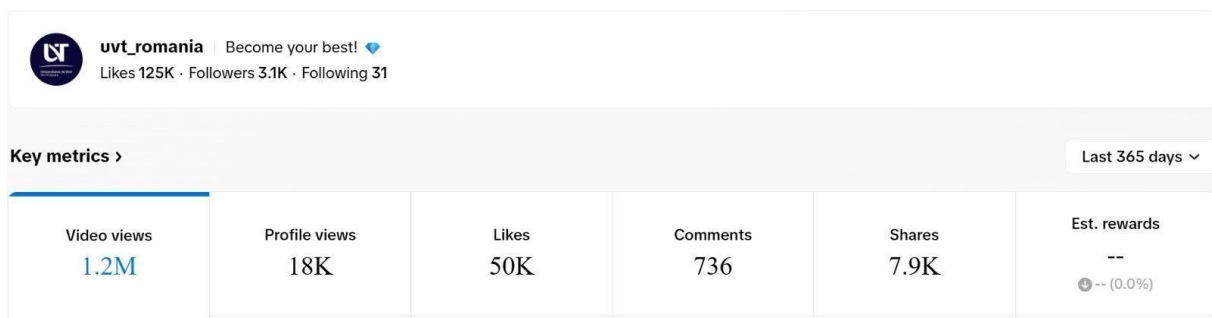 uvt_romania | Become your best! 💎
Likes 125K · Followers 3.1K · Following 31
Key metrics >
Last 365 days
Video views
1.2M
Profile views
18K
Likes
50K
Comments
736
Shares
7.9K
Est. rewards
--
-- (0.0%)